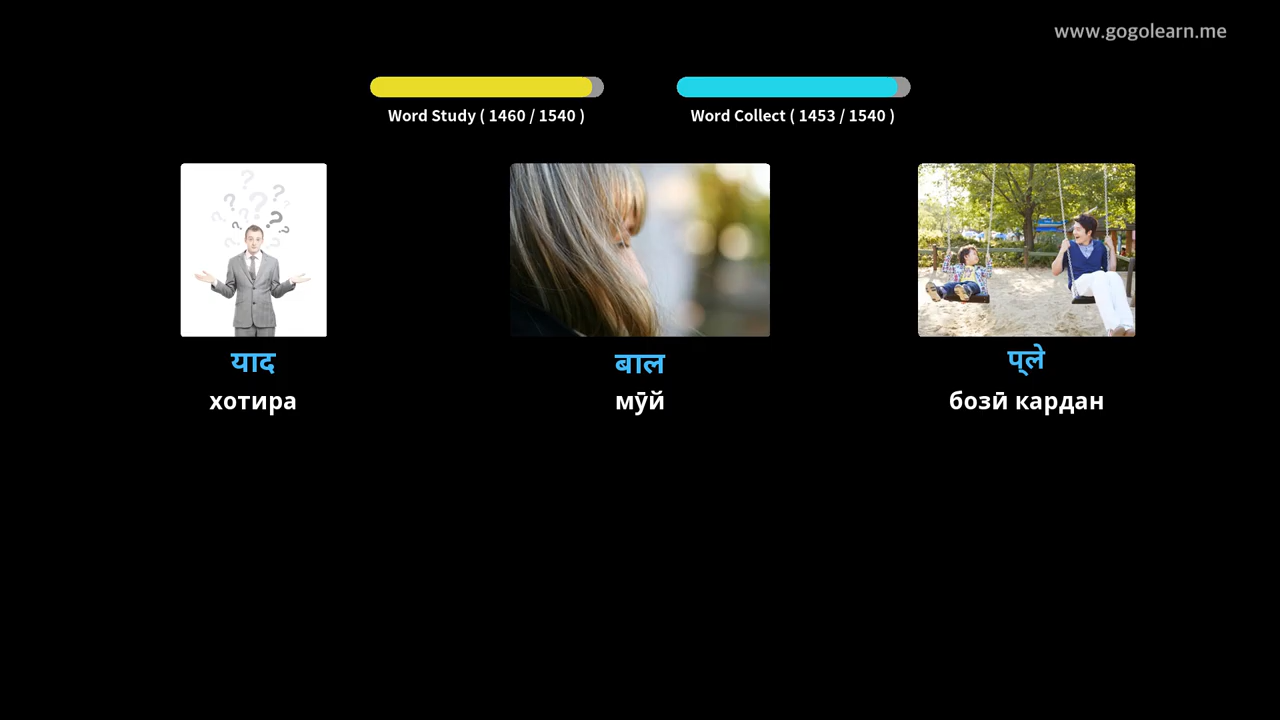 www.gogolearn.me
Word Study ( 1460 / 1540 )
Word Collect ( 1453 / 1540 )
याद
बाल
प्ले
хотира
мӯй
бозӣ кардан